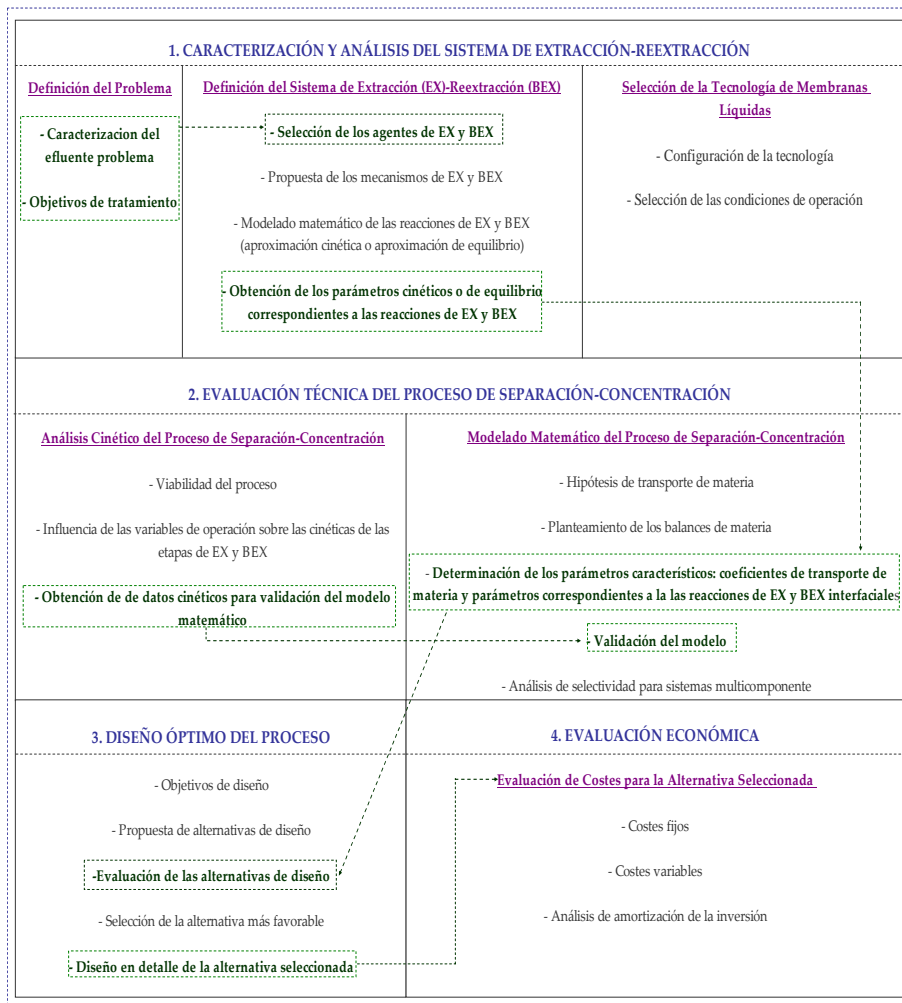 1. CARACTERIZACIÓN Y ANÁLISIS DEL SISTEMA DE EXTRACCIÓN-REEXTRACCIÓN
Definición del Problema
- Caracterizacion del
efluente problema
- Objetivos de tratamiento
Definición del Sistema de Extracción (EX)-Reextracción (BEX)
- Selección de los agentes de EX y BEX
- Propuesta de los mecanismos de EX y BEX
- Modelado matemático de las reacciones de EX y BEX
(aproximación cinética o aproximación de equilibrio)
- Obtención de los parámetros cinéticos o de equilibrio
correspondientes a las reacciones de EX y BEX
Selección de la Tecnología de Membranas
Líquidas
- Configuración de la tecnología
- Selección de las condiciones de operación
2. EVALUACIÓN TÉCNICA DEL PROCESO DE SEPARACIÓN-CONCENTRACIÓN
Análisis Cinético del Proceso de Separación-Concentración
- Viabilidad del proceso
- Influencia de las variables de operación sobre las cinéticas de las
etapas de EX y BEX
- Obtención de de datos cinéticos para validación del modelo
matemático
Modelado Matemático del Proceso de Separación-Concentración
- Hipótesis de transporte de materia
- Planteamiento de los balances de materia
- Determinación de los parámetros característicos: coeficientes de transporte de
materia y parámetros correspondientes a la las reacciones de EX y BEX interfaciales
- Validación del modelo
- Análisis de selectividad para sistemas multicomponente
3. DISEÑO ÓPTIMO DEL PROCESO
- Objetivos de diseño
- Propuesta de alternativas de diseño
-Evaluación de las alternativas de diseño
- Selección de la alternativa más favorable
- Diseño en detalle de la alternativa seleccionada
4. EVALUACIÓN ECONÓMICA
Evaluación de Costes para la Alternativa Seleccionada
- Costes fijos
- Costes variables
- Análisis de amortización de la inversión